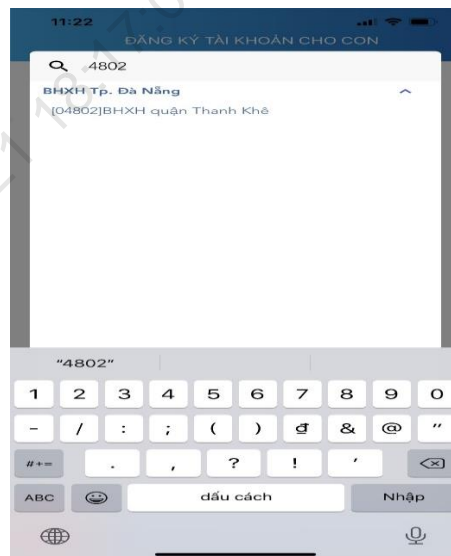 11:22
ĐĂNG KÝ TÀI KHOẢN CHO CON
4802
BHXH Tp. Đà Nẵng
[04802]BHXH quận Thanh Khê
"4802"
1 2 3 4 5 6 7 8 9 0
- / : ; ( ) đ & @ "
#+= . , ? ! '
ABC dấu cách Nhập